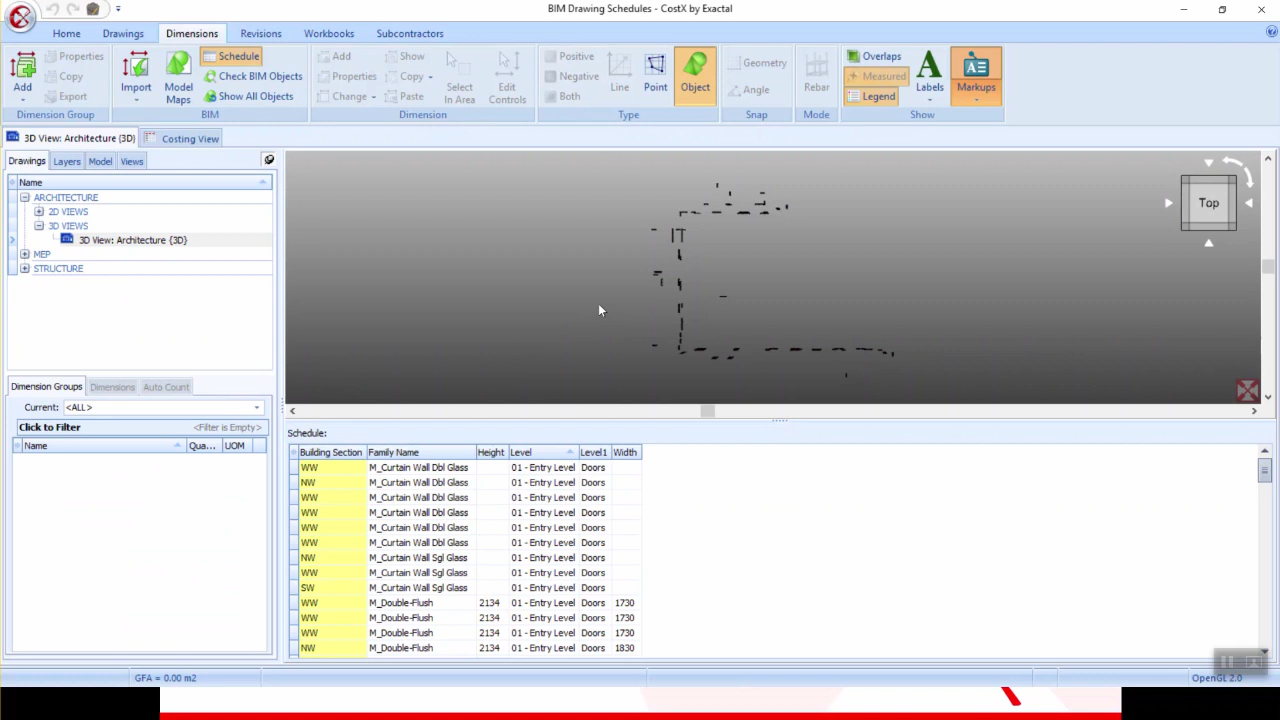 BIM Drawing Schedules - CostX by Exactal
Home Drawings Dimensions Revisions Workbooks Subcontractors
Properties Schedule Add Show Positive Geometry Overlaps
Copy Check BIM Objects Properties Copy Negative Angle Measured
Export Show All Objects Change Paste Both Legend
Add Import Model Maps Select In Area Edit Controls Line Point Object Rebar Labels Markups
Dimension Group BIM Dimension Type Snap Mode Show
3D View: Architecture {3D} Costing View
Drawings Layers Model Views
Name
ARCHITECTURE
2D VIEWS
3D VIEWS
3D View: Architecture {3D}
MEP
STRUCTURE
Top
Dimension Groups Dimensions Auto Count
Current: <ALL>
Click to Filter <Filter is Empty>
Name Qua... UOM
Schedule:
Building Section Family Name Height Level Level1 Width
WW M_Curtain Wall Dbl Glass 01 - Entry Level Doors
NW M_Curtain Wall Dbl Glass 01 - Entry Level Doors
WW M_Curtain Wall Dbl Glass 01 - Entry Level Doors
WW M_Curtain Wall Dbl Glass 01 - Entry Level Doors
WW M_Curtain Wall Dbl Glass 01 - Entry Level Doors
WW M_Curtain Wall Dbl Glass 01 - Entry Level Doors
NW M_Curtain Wall Sgl Glass 01 - Entry Level Doors
WW M_Curtain Wall Sgl Glass 01 - Entry Level Doors
SW M_Curtain Wall Sgl Glass 01 - Entry Level Doors
WW M_Double-Flush 2134 01 - Entry Level Doors 1730
WW M_Double-Flush 2134 01 - Entry Level Doors 1730
WW M_Double-Flush 2134 01 - Entry Level Doors 1730
NW M_Double-Flush 2134 01 - Entry Level Doors 1830
GFA = 0.00 m2 OpenGL 2.0